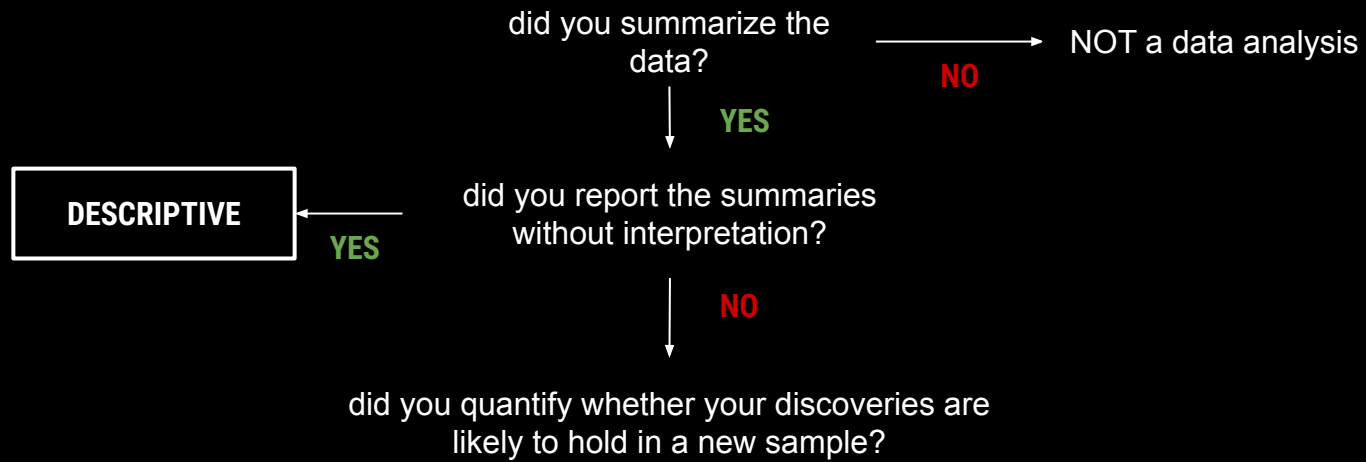 did you summarize the
data?
NOT a data analysis
NO
YES
did you report the summaries
without interpretation?
DESCRIPTIVE
YES
NO
did you quantify whether your discoveries are
likely to hold in a new sample?